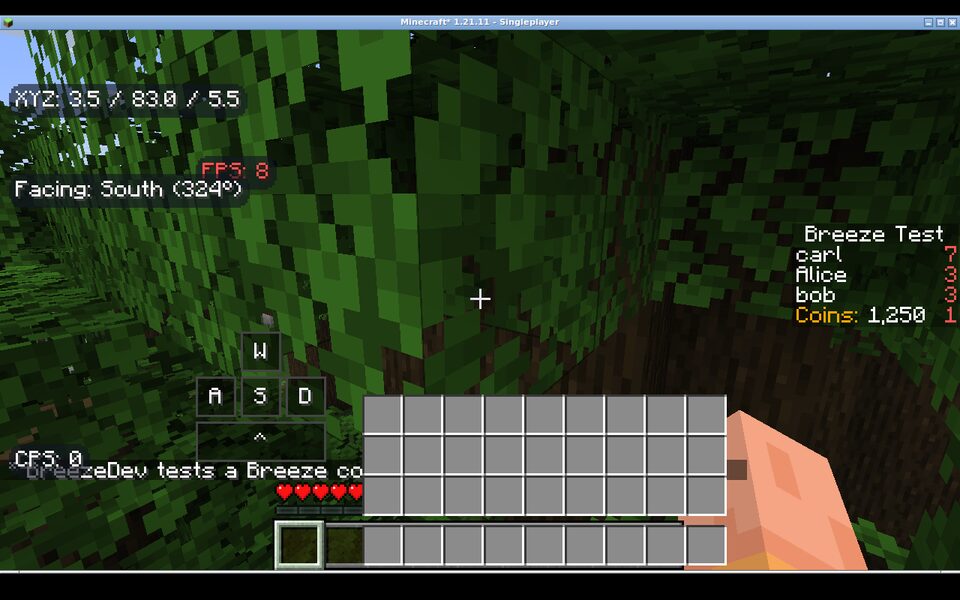 Minecraft* 1.21.11 - Singleplayer
XYZ: 3.5 / 83.0 / 5.5
FPS: 8
Facing: South (324º)
Breeze Test
carl 7
Alice 3
bob 3
Coins: 1,250 1
W
A S D
^
CPS: 0
BreezeDev tests a Breeze co